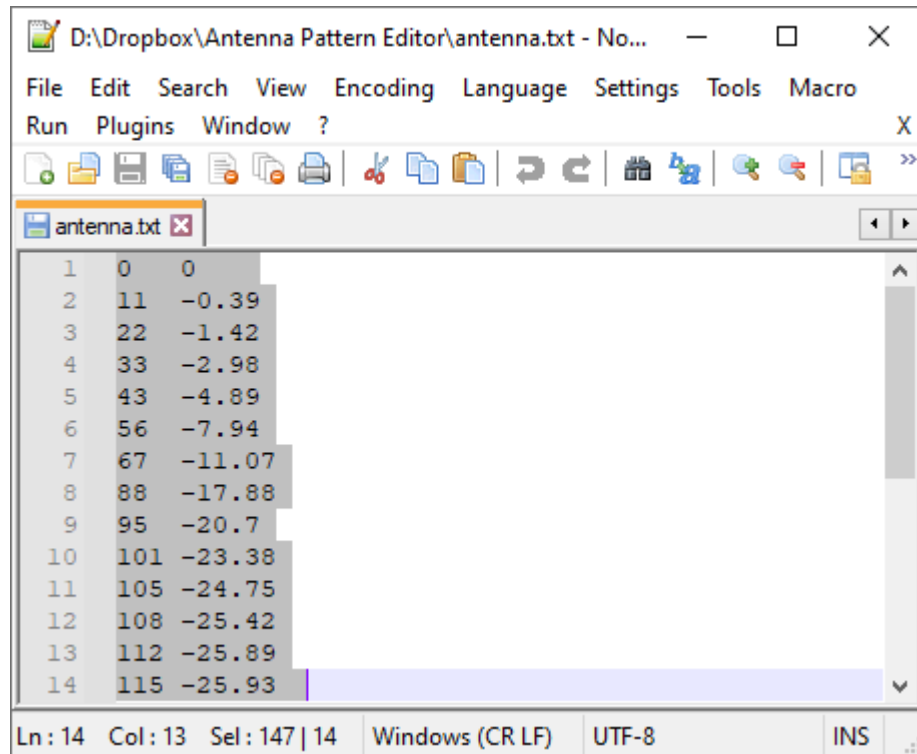 D:\Dropbox\Antenna Pattern Editor\antenna.txt - No...
File Edit Search View Encoding Language Settings Tools Macro
Run Plugins Window ? X
antenna.txt
1 0 0
2 11 -0.39
3 22 -1.42
4 33 -2.98
5 43 -4.89
6 56 -7.94
7 67 -11.07
8 88 -17.88
9 95 -20.7
10 101 -23.38
11 105 -24.75
12 108 -25.42
13 112 -25.89
14 115 -25.93
Ln : 14 Col : 13 Sel : 147 | 14 Windows (CR LF) UTF-8 INS